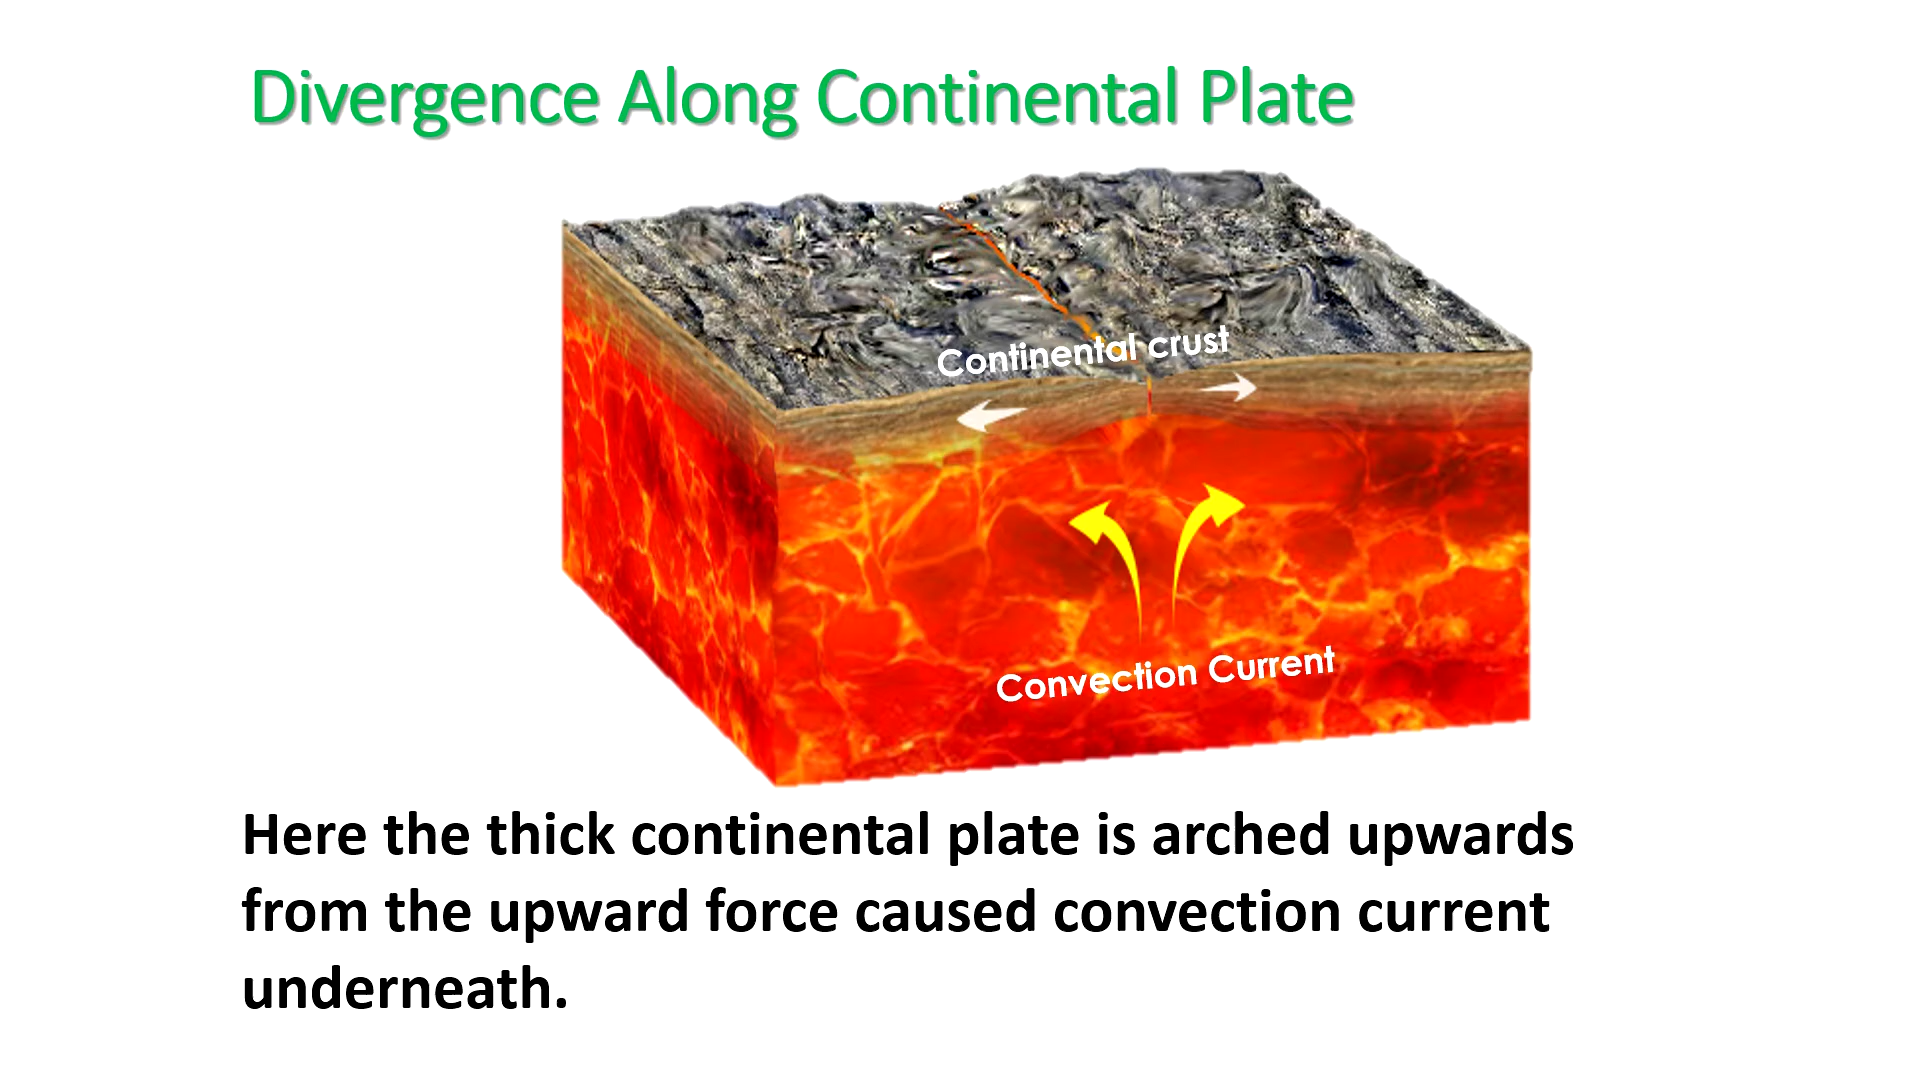 Divergence Along Continental Plate
Continental crust
Convection Current
Here the thick continental plate is arched upwards
from the upward force caused convection current
underneath.